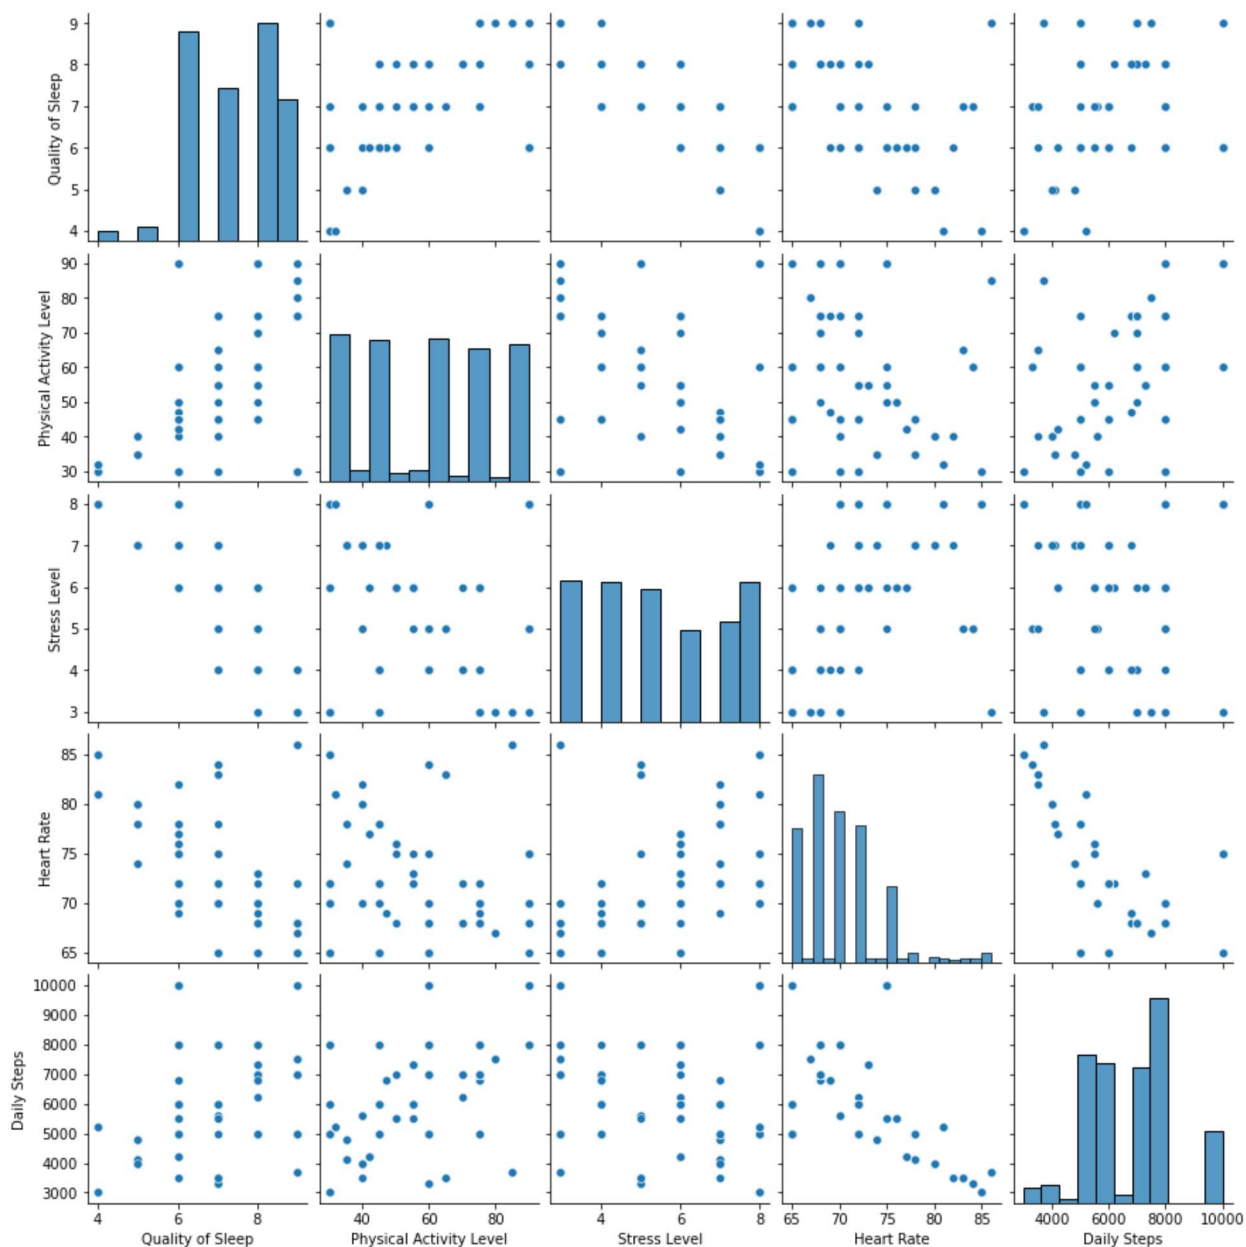 9
8
7
6
5
4
Quality of Sleep
90
80
70
60
50
40
30
Physical Activity Level
8
7
6
5
4
3
Stress Level
85
80
75
70
65
Heart Rate
10000
9000
8000
7000
6000
5000
4000
3000
Daily Steps
4 6 8
40 60 80
4 6 8
65 70 75 80 85
4000 6000 8000 10000
Quality of Sleep
Physical Activity Level
Stress Level
Heart Rate
Daily Steps